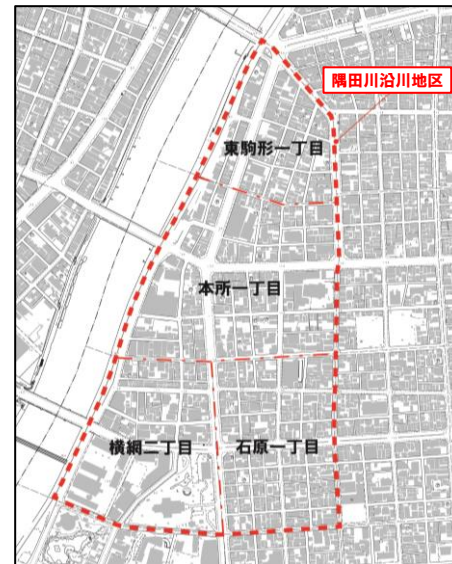 隅田川沿川地区
東駒形一丁目
本所一丁目
横網二丁目
石原一丁目